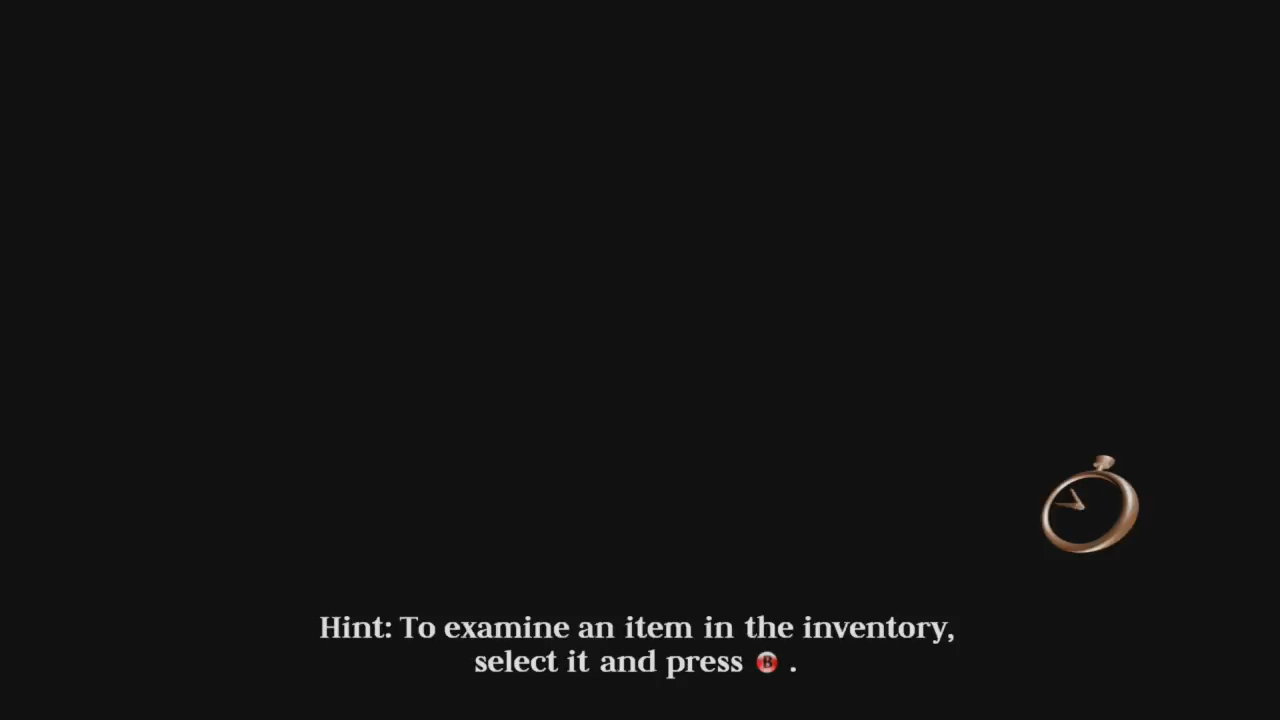 Hint: To examine an item in the inventory,
select it and press B .